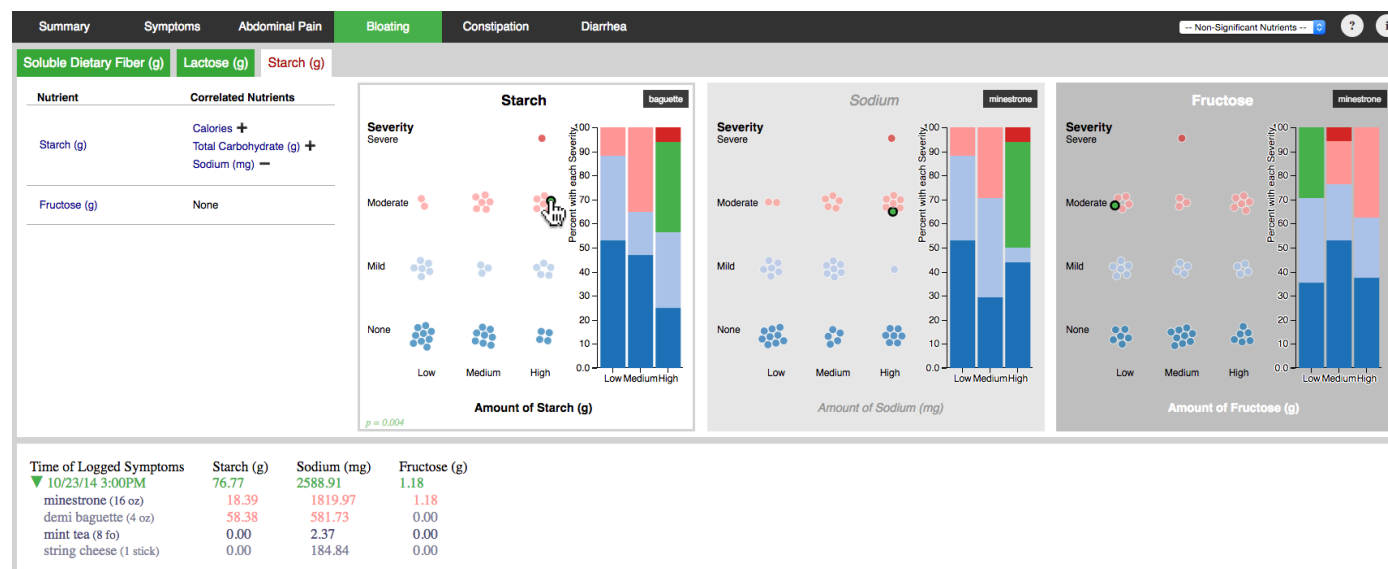 Summary Symptoms Abdominal Pain Bloating Constipation Diarrhea -- Non-Significant Nutrients -- ? i
Soluble Dietary Fiber (g) Lactose (g) Starch (g)
Nutrient Correlated Nutrients
Starch (g)
Calories +
Total Carbohydrate (g) +
Sodium (mg) −
Fructose (g) None
Starch baguette
Severity
Severe
Moderate
Mild
None
Low Medium High
Amount of Starch (g)
p = 0.004
Percent with each Severity
100
90
80
70
60
50
40
30
20
10
0.0
Low Medium High
Sodium minestrone
Severity
Severe
Moderate
Mild
None
Low Medium High
Amount of Sodium (mg)
Percent with each Severity
100
90
80
70
60
50
40
30
20
10
0.0
Low Medium High
Fructose minestrone
Severity
Severe
Moderate
Mild
None
Low Medium High
Amount of Fructose (g)
Percent with each Severity
100
90
80
70
60
50
40
30
20
10
0.0
Low Medium High
Time of Logged Symptoms Starch (g) Sodium (mg) Fructose (g)
▼ 10/23/14 3:00PM 76.77 2588.91 1.18
minestrone (16 oz) 18.39 1819.97 1.18
demi baguette (4 oz) 58.38 581.73 0.00
mint tea (8 fo) 0.00 2.37 0.00
string cheese (1 stick) 0.00 184.84 0.00